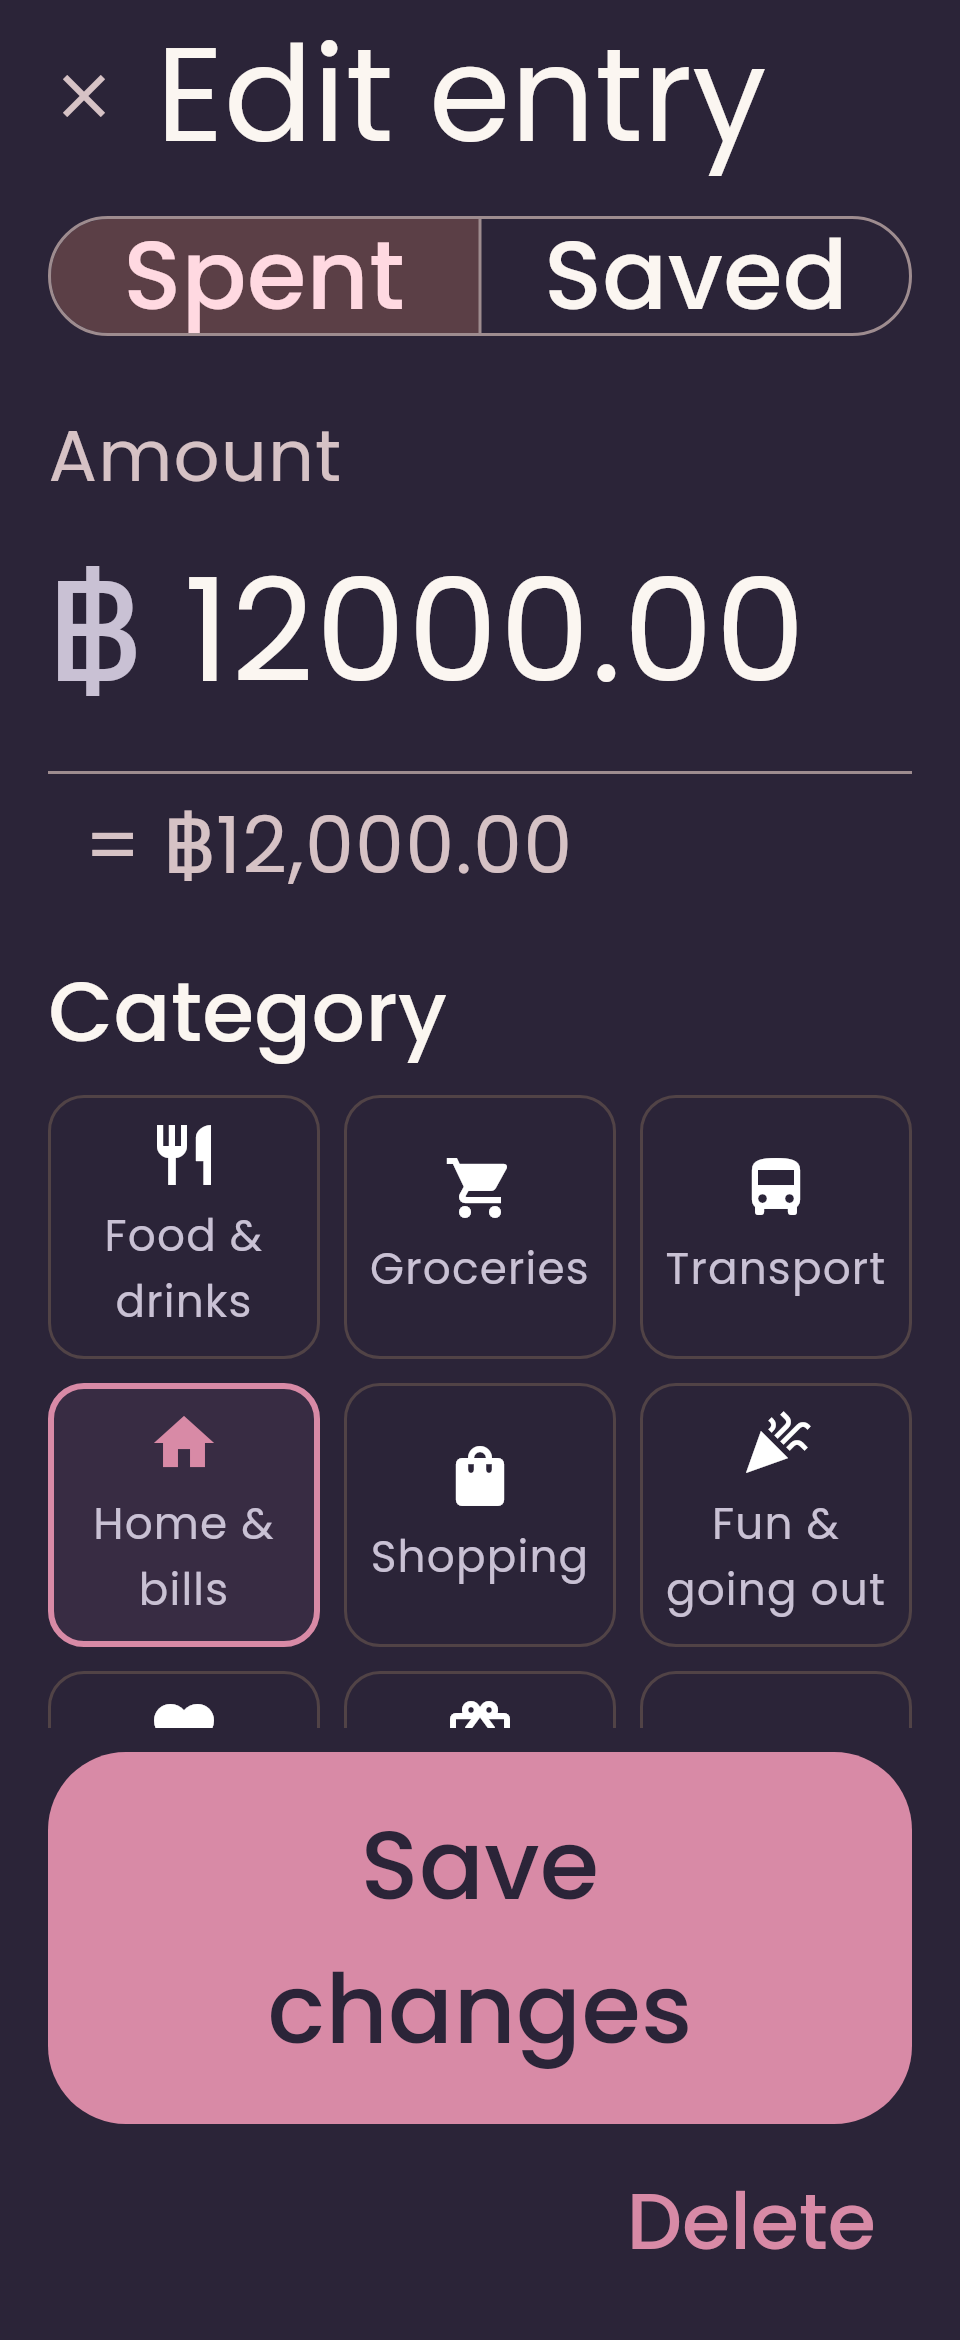 Edit entry
Spent
Saved
Amount
฿ 12000.00
= ฿12,000.00
Category
Food &
drinks
Groceries
Transport
Home &
bills
Shopping
Fun &
going out
Save
changes
Delete